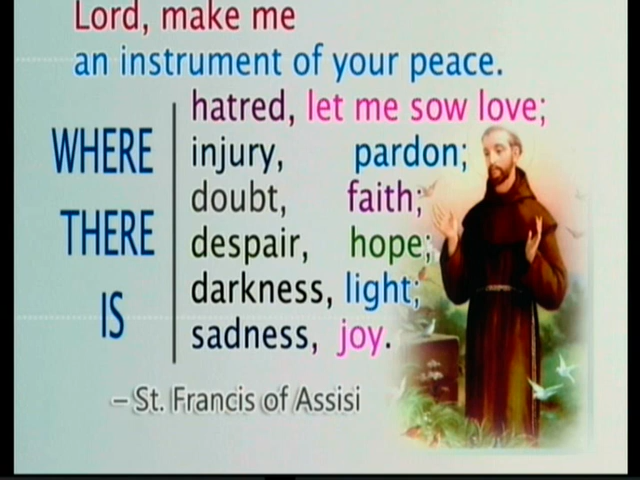 Lord, make me
an instrument of your peace.
WHERE THERE IS
hatred, let me sow love;
injury, pardon;
doubt, faith;
despair, hope;
darkness, light;
sadness, joy.
– St. Francis of Assisi